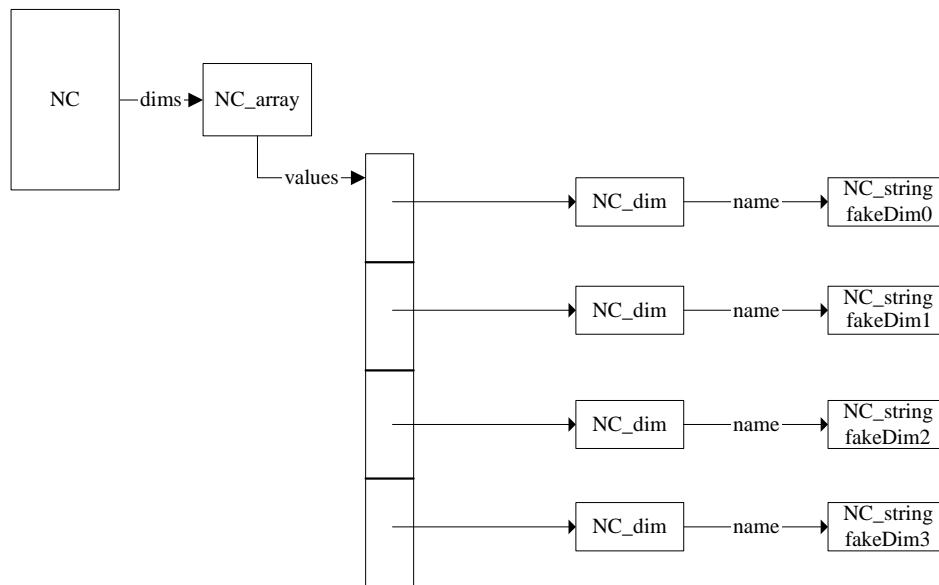 NC
dims
NC_array
values
NC_dim
name
NC_string
fakeDim0
NC_dim
name
NC_string
fakeDim1
NC_dim
name
NC_string
fakeDim2
NC_dim
name
NC_string
fakeDim3